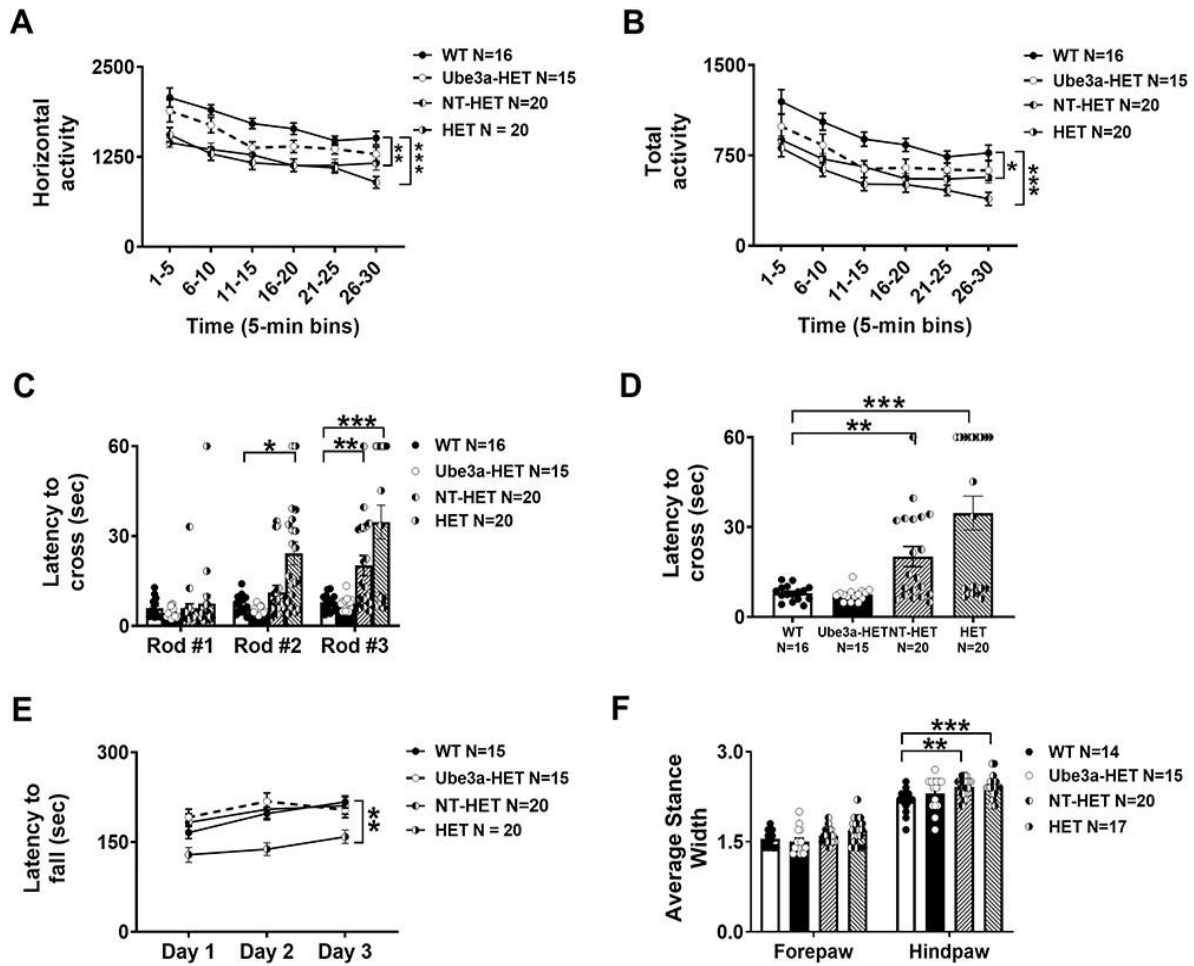 A
WT N=16
Ube3a-HET N=15
NT-HET N=20
HET N = 20
2500
1250
0
Horizontal
activity
**
***
1-5
6-10
11-15
16-20
21-25
26-30
Time (5-min bins)
B
WT N=16
Ube3a-HET N=15
NT-HET N=20
HET N=20
1500
750
0
Total
activity
*
***
1-5
6-10
11-15
16-20
21-25
26-30
Time (5-min bins)
C
60
30
0
Latency to
cross (sec)
*
***
**
WT N=16
Ube3a-HET N=15
NT-HET N=20
HET N=20
Rod #1 Rod #2 Rod #3
D
60
30
0
Latency to
cross (sec)
***
**
WT Ube3a-HET NT-HET HET
N=16 N=15 N=20 N=20
E
300
150
0
Latency to
fall (sec)
**
WT N=15
Ube3a-HET N=15
NT-HET N=20
HET N = 20
Day 1 Day 2 Day 3
F
3.0
1.5
0.0
Average Stance
Width
***
**
WT N=14
Ube3a-HET N=15
NT-HET N=20
HET N=17
Forepaw Hindpaw